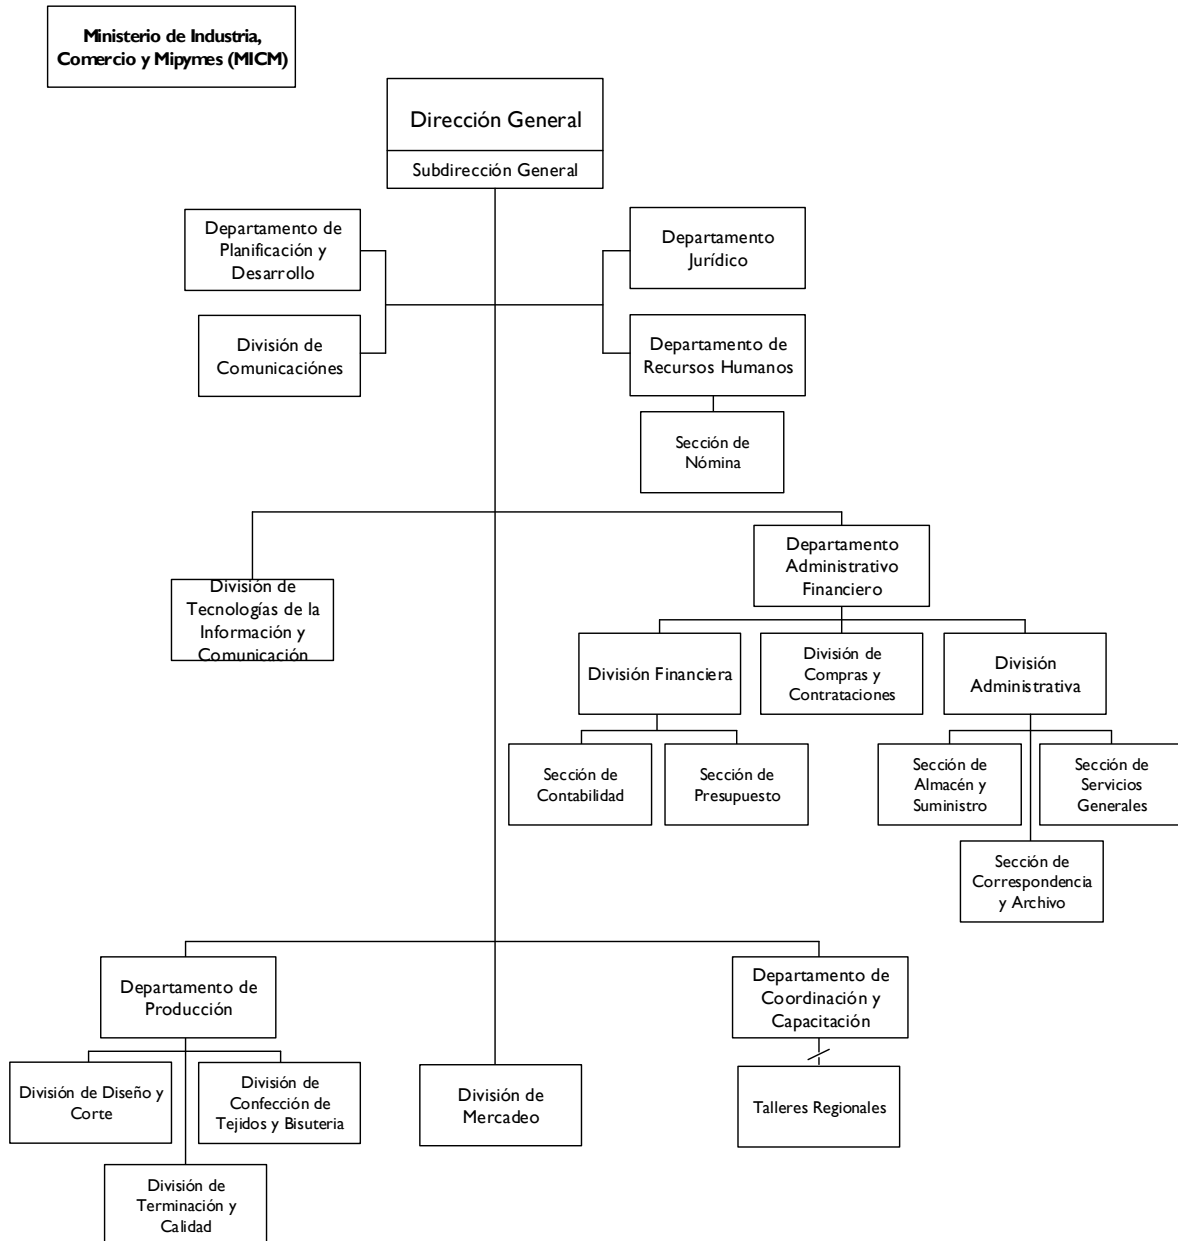 Ministerio de Industria,
Comercio y Mipymes (MICM)
Dirección General
Subdirección General
Departamento de
Planificación y
Desarrollo
Departamento
Jurídico
División de
Comunicaciónes
Departamento de
Recursos Humanos
Sección de
Nómina
División de
Tecnologías de la
Información y
Comunicación
Departamento
Administrativo
Financiero
División Financiera
División de
Compras y
Contrataciones
División
Administrativa
Sección de
Contabilidad
Sección de
Presupuesto
Sección de
Almacén y
Suministro
Sección de
Servicios
Generales
Sección de
Correspondencia
y Archivo
Departamento de
Producción
Departamento de
Coordinación y
Capacitación
División de Diseño y
Corte
División de
Confección de
Tejidos y Bisuteria
División de
Mercadeo
Talleres Regionales
División de
Terminación y
Calidad